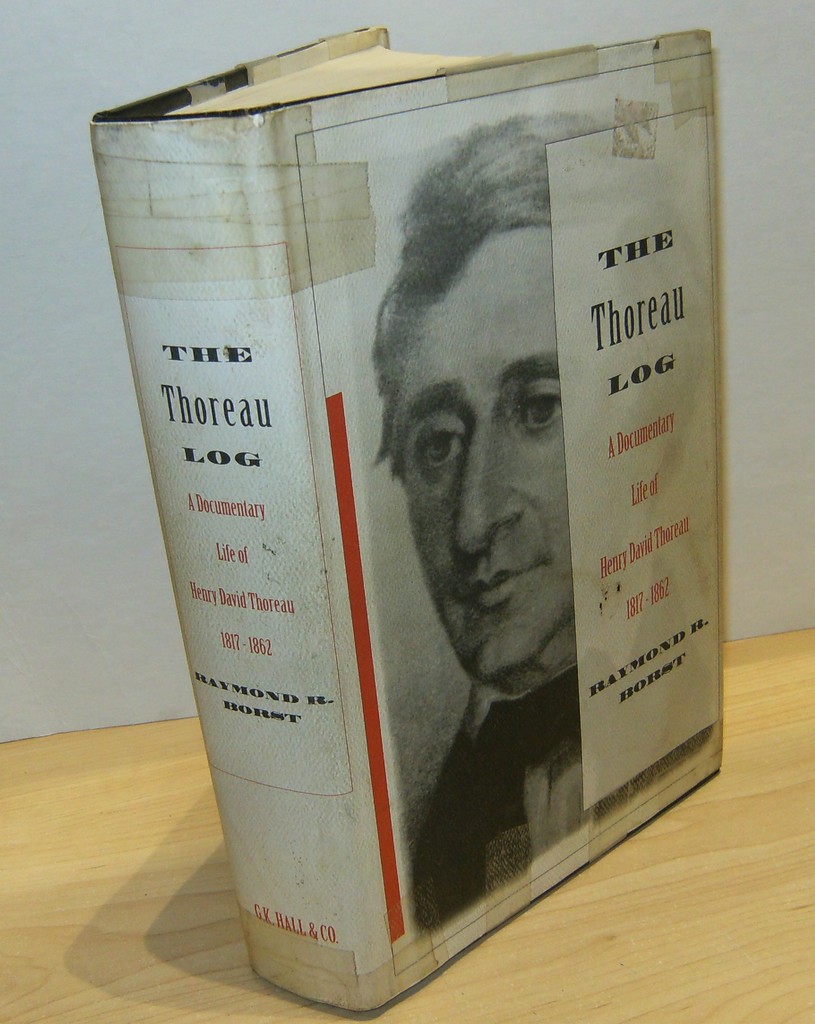 THE
Thoreau
LOG
A Documentary
Life of
Henry David Thoreau
1817 - 1862
RAYMOND R.
BORST
G.K. HALL & CO.
THE
Thoreau
LOG
A Documentary
Life of
Henry David Thoreau
1817 - 1862
RAYMOND R.
BORST